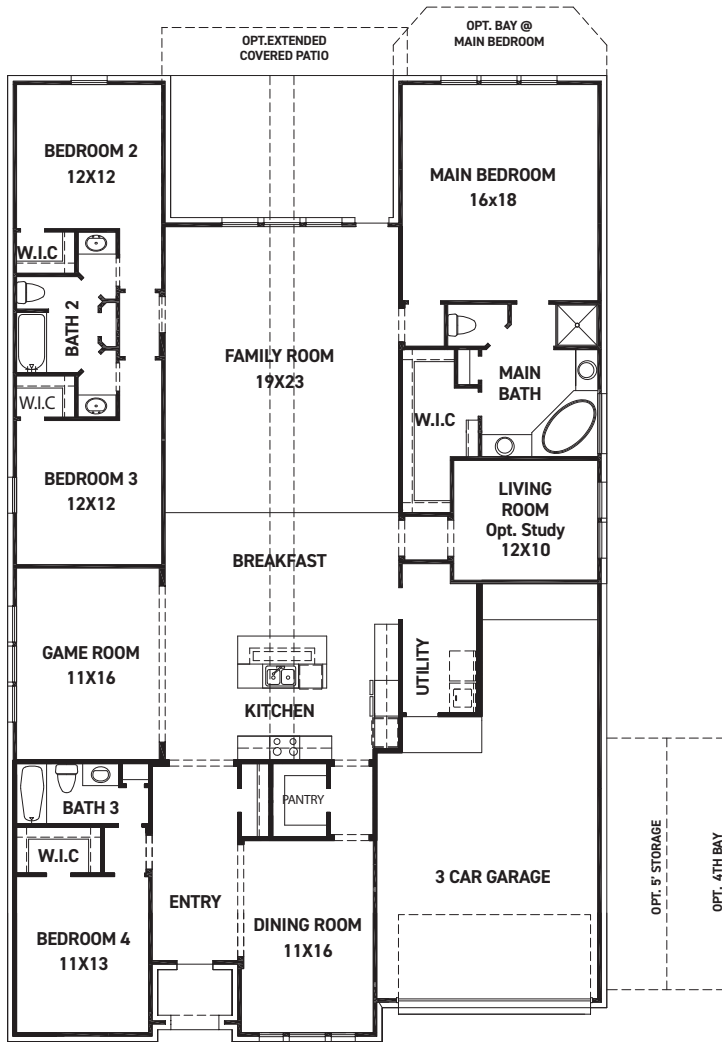 OPT. BAY @
MAIN BEDROOM
OPT.EXTENDED
COVERED PATIO
BEDROOM 2
12X12
MAIN BEDROOM
16x18
W.I.C
BATH 2
FAMILY ROOM
19X23
MAIN
BATH
W.I.C
W.I.C
BEDROOM 3
12X12
LIVING
ROOM
Opt. Study
12X10
BREAKFAST
GAME ROOM
11X16
UTILITY
KITCHEN
PANTRY
BATH 3
W.I.C
3 CAR GARAGE
OPT. 5' STORAGE
OPT. 4TH BAY
ENTRY
DINING ROOM
11X16
BEDROOM 4
11X13